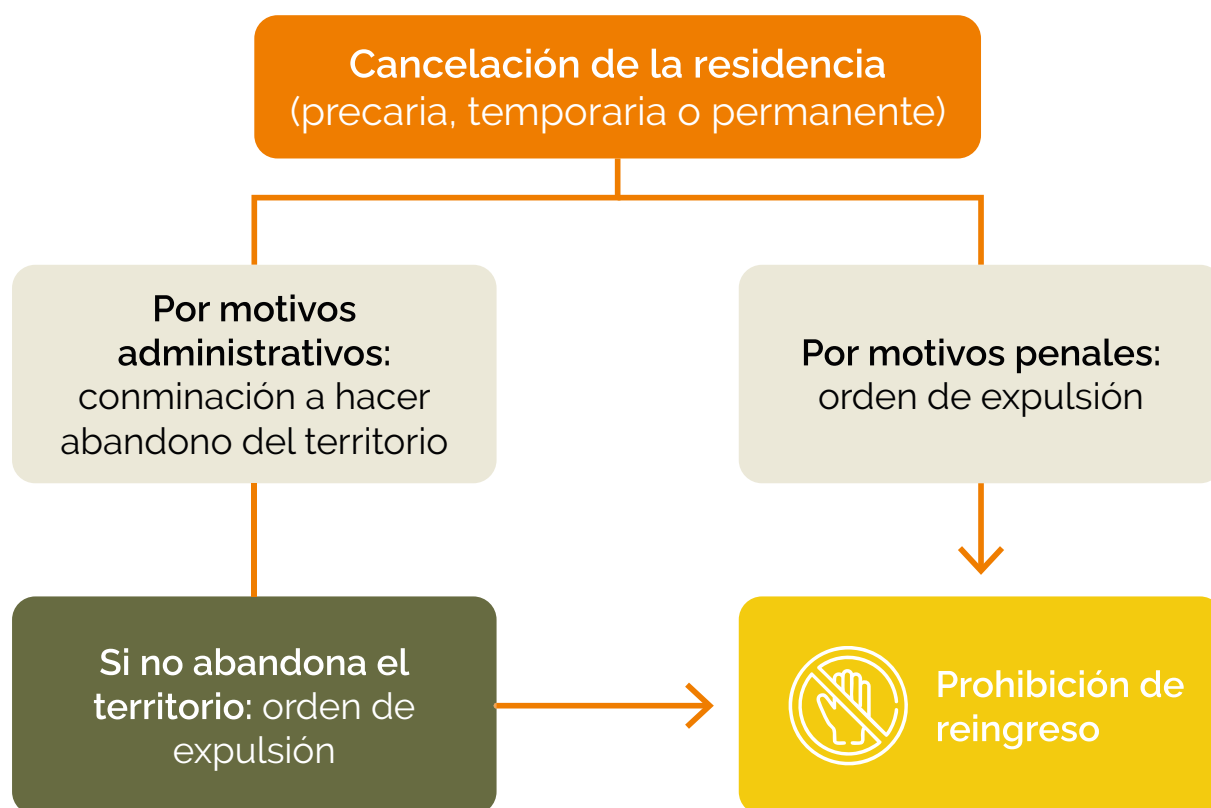 Cancelación de la residencia
(precaria, temporaria o permanente)
Por motivos
administrativos:
conminación a hacer
abandono del territorio
Por motivos penales:
orden de expulsión
Si no abandona el
territorio: orden de
expulsión
Prohibición de
reingreso